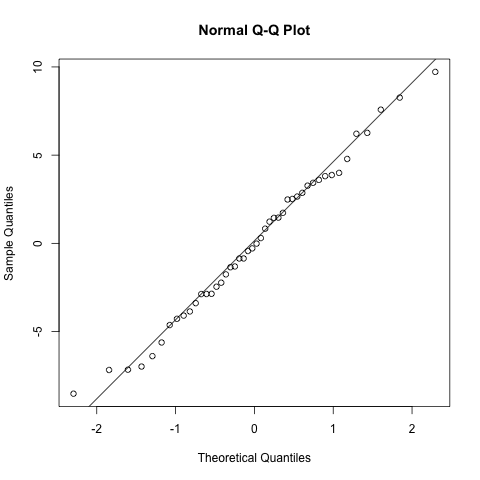 Normal Q-Q Plot
10
5
0
-5
Sample Quantiles
-2 -1 0 1 2
Theoretical Quantiles